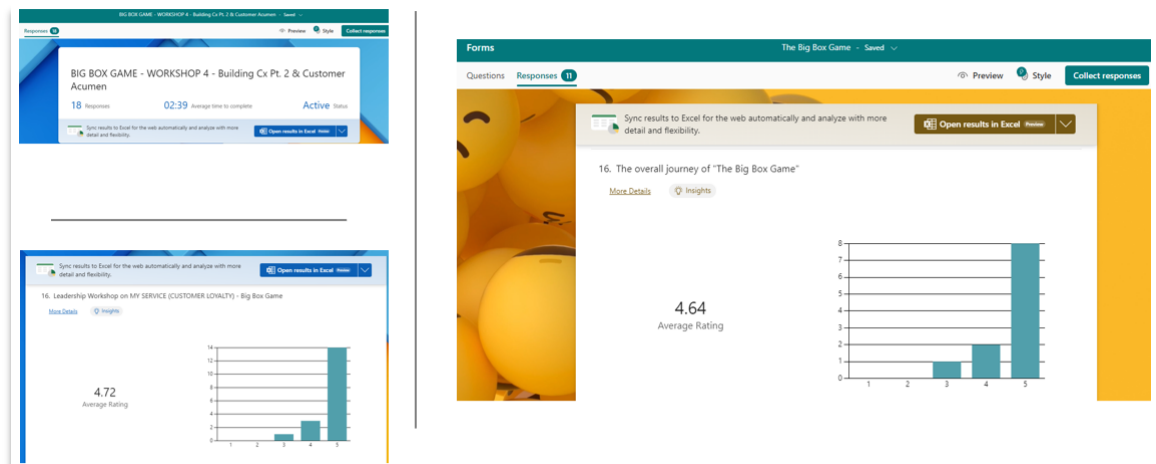 BIG BOX GAME - WORKSHOP 4 - Building Cx Pt. 2 & Customer Acumen - Saved
Responses 18
Preview
Style
Collect responses
BIG BOX GAME - WORKSHOP 4 - Building Cx Pt. 2 & Customer
Acumen
18 Responses
02:39 Average time to complete
Active Status
Sync results to Excel for the web automatically and analyze with more
detail and flexibility.
Open results in Excel Preview
Sync results to Excel for the web automatically and analyze with more
detail and flexibility.
Open results in Excel Preview
16. Leadership Workshop on MY SERVICE (CUSTOMER LOYALTY) - Big Box Game
More Details
Insights
4.72
Average Rating
14
12
10
8
6
4
2
0
1 2 3 4 5
Forms
The Big Box Game - Saved
Questions
Responses 11
Preview
Style
Collect responses
Sync results to Excel for the web automatically and analyze with more
detail and flexibility.
Open results in Excel Preview
16. The overall journey of "The Big Box Game"
More Details
Insights
4.64
Average Rating
8
7
6
5
4
3
2
1
0
1 2 3 4 5